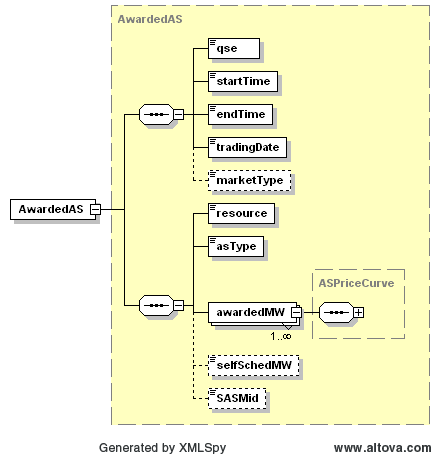 AwardedAS
qse
startTime
endTime
tradingDate
marketType
AwardedAS
resource
asType
ASPriceCurve
awardedMW
1..∞
selfSchedMW
SASMid
Generated by XMLSpy
www.altova.com